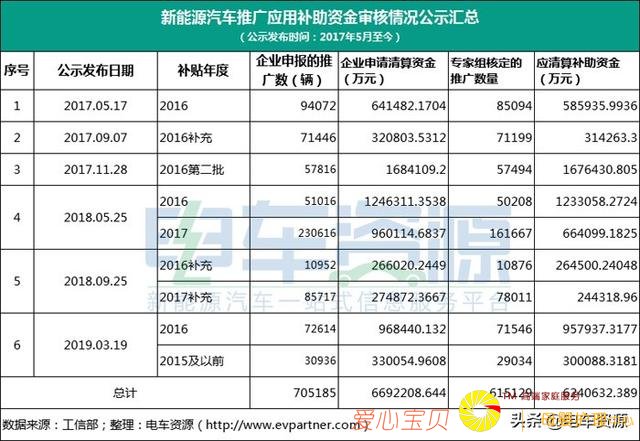 新能源汽车推广应用补助资金审核情况公示汇总
（公示发布时间：2017年5月至今）
序号 公示发布日期 补贴年度 企业申报的推广数（辆） 企业申请清算资金（万元） 专家组核定的推广数量 应清算补助资金（万元）
1 2017.05.17 2016 94072 641482.1704 85094 585935.9936
2 2017.09.07 2016补充 71446 320803.5312 71199 314263.3
3 2017.11.28 2016第二批 57816 1684109.2 57494 1676430.805
4 2018.05.25 2016 51016 1246311.3538 50208 1233058.2724
2017 230616 960114.6837 161667 664099.1825
5 2018.09.25 2016补充 10952 266020.2449 10876 264500.24048
2017补充 85717 274872.3667 78011 244318.96
6 2019.03.19 2016 72614 968440.132 71546 957937.3177
2015及以前 30936 330054.9608 29034 300088.3181
总计 705185 6692208.644 615129 6240632.389
数据来源：工信部；整理：电车资源（http://www.evpartner.com）
电车资源
新能源汽车一站式信息服务平台
爱心宝贝
头条@电车资源